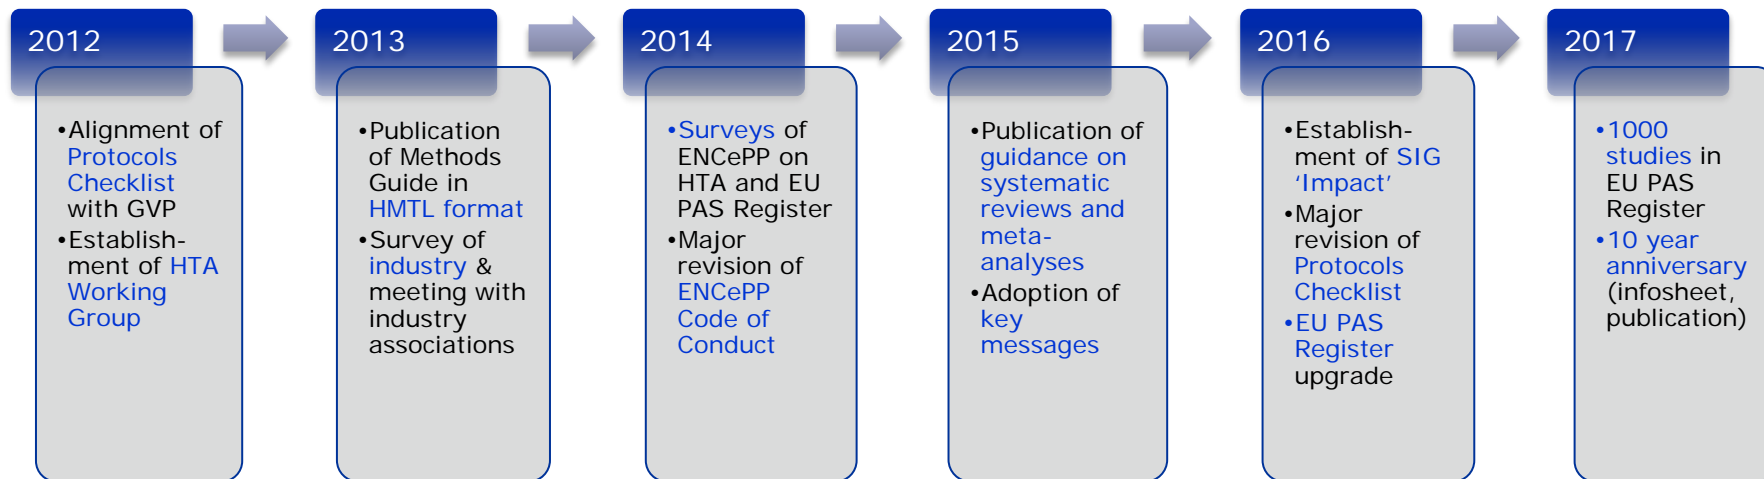 2012
•Alignment of
Protocols
Checklist
with GVP
•Establish-
ment of HTA
Working
Group
2013
•Publication
of Methods
Guide in
HMTL format
•Survey of
industry &
meeting with
industry
associations
2014
•Surveys of
ENCePP on
HTA and EU
PAS Register
•Major
revision of
ENCePP
Code of
Conduct
2015
•Publication of
guidance on
systematic
reviews and
meta-
analyses
•Adoption of
key
messages
2016
•Establish-
ment of SIG
‘Impact’
•Major
revision of
Protocols
Checklist
•EU PAS
Register
upgrade
2017
•1000
studies in
EU PAS
Register
•10 year
anniversary
(infosheet,
publication)